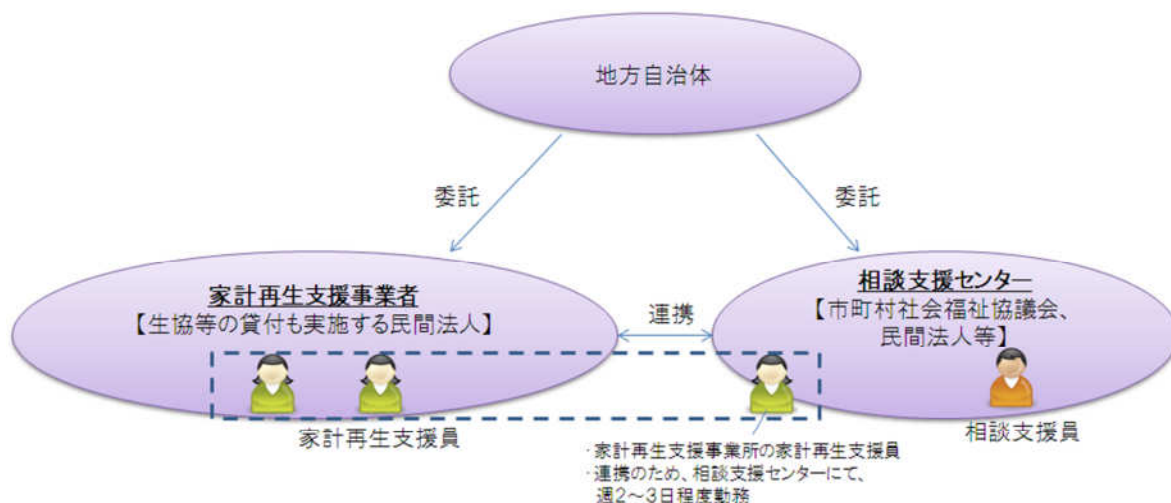 地方自治体
委託
委託
家計再生支援事業者
【生協等の貸付も実施する民間法人】
連携
相談支援センター
【市町村社会福祉協議会、
民間法人等】
家計再生支援員
相談支援員
・家計再生支援事業所の家計再生支援員
・連携のため、相談支援センターにて、
週2～3日程度勤務